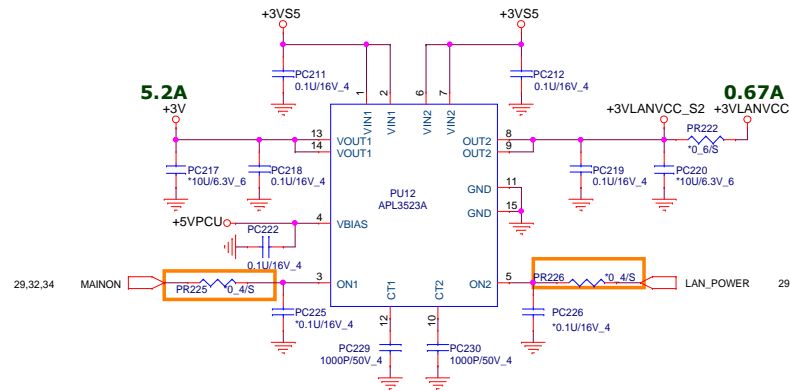 +3VS5
+3VS5
PC211
0.1U/16V_4
PC212
0.1U/16V_4
5.2A
+3V
0.67A
+3VLANVCC_S2
+3VLANVCC
1
2
6
7
VIN1
VIN1
VIN2
VIN2
PR222
*0_6/S
13
VOUT1
14
VOUT1
8
OUT2
9
OUT2
PC217
*10U/6.3V_6
PC218
0.1U/16V_4
PC219
0.1U/16V_4
PC220
*10U/6.3V_6
PU12
APL3523A
GND
11
GND
15
+5VPCU
4
VBIAS
PC222
0.1U/16V_4
29,32,34
MAINON
PR225
*0_4/S
3
ON1
5
ON2
PR226
*0_4/S
LAN_POWER
29
CT1
CT2
12
10
PC225
*0.1U/16V_4
PC226
*0.1U/16V_4
PC229
1000P/50V_4
PC230
1000P/50V_4